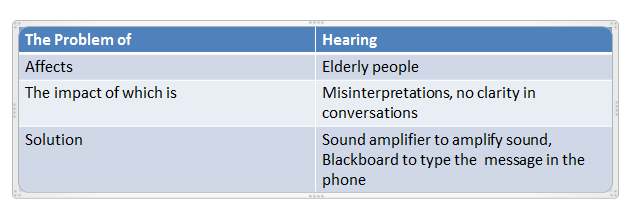 The Problem of Hearing
Affects Elderly people
The impact of which is Misinterpretations, no clarity in
conversations
Solution Sound amplifier to amplify sound,
Blackboard to type the message in the
phone